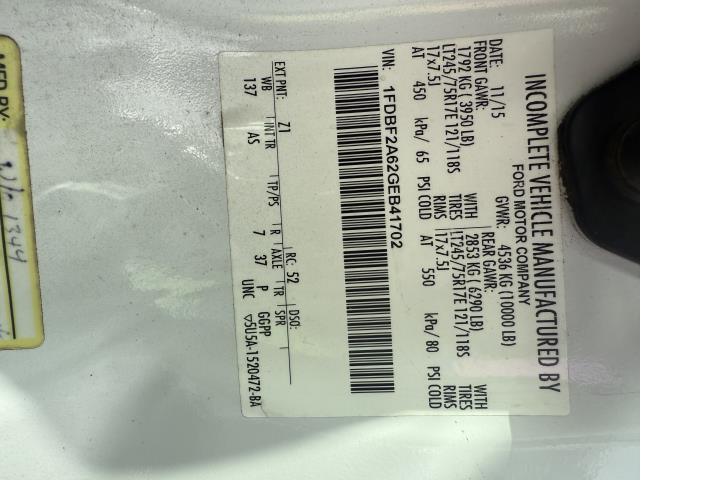 INCOMPLETE VEHICLE MANUFACTURED BY
FORD MOTOR COMPANY
DATE: 11/15 GVWR: 4536 KG (10000 LB)
FRONT GAWR: REAR GAWR:
1792 KG ( 3950 LB) WITH 2853 KG ( 6290 LB) WITH
LT245/75R17E 121/118S TIRES LT245/75R17E 121/118S TIRES
17x7.5J RIMS 17x7.5J RIMS
AT 450 kPa/ 65 PSI COLD AT 550 kPa/ 80 PSI COLD
VIN: 1FDBF2A62GEB41702
EXT PNT: Z1 RC: 52 DSO:
WB INT TR TP/PS R AXLE TR SPR
137 AS 7 37 P GGPP
UNC ▽5U5A-1520472-BA
MFD BY: